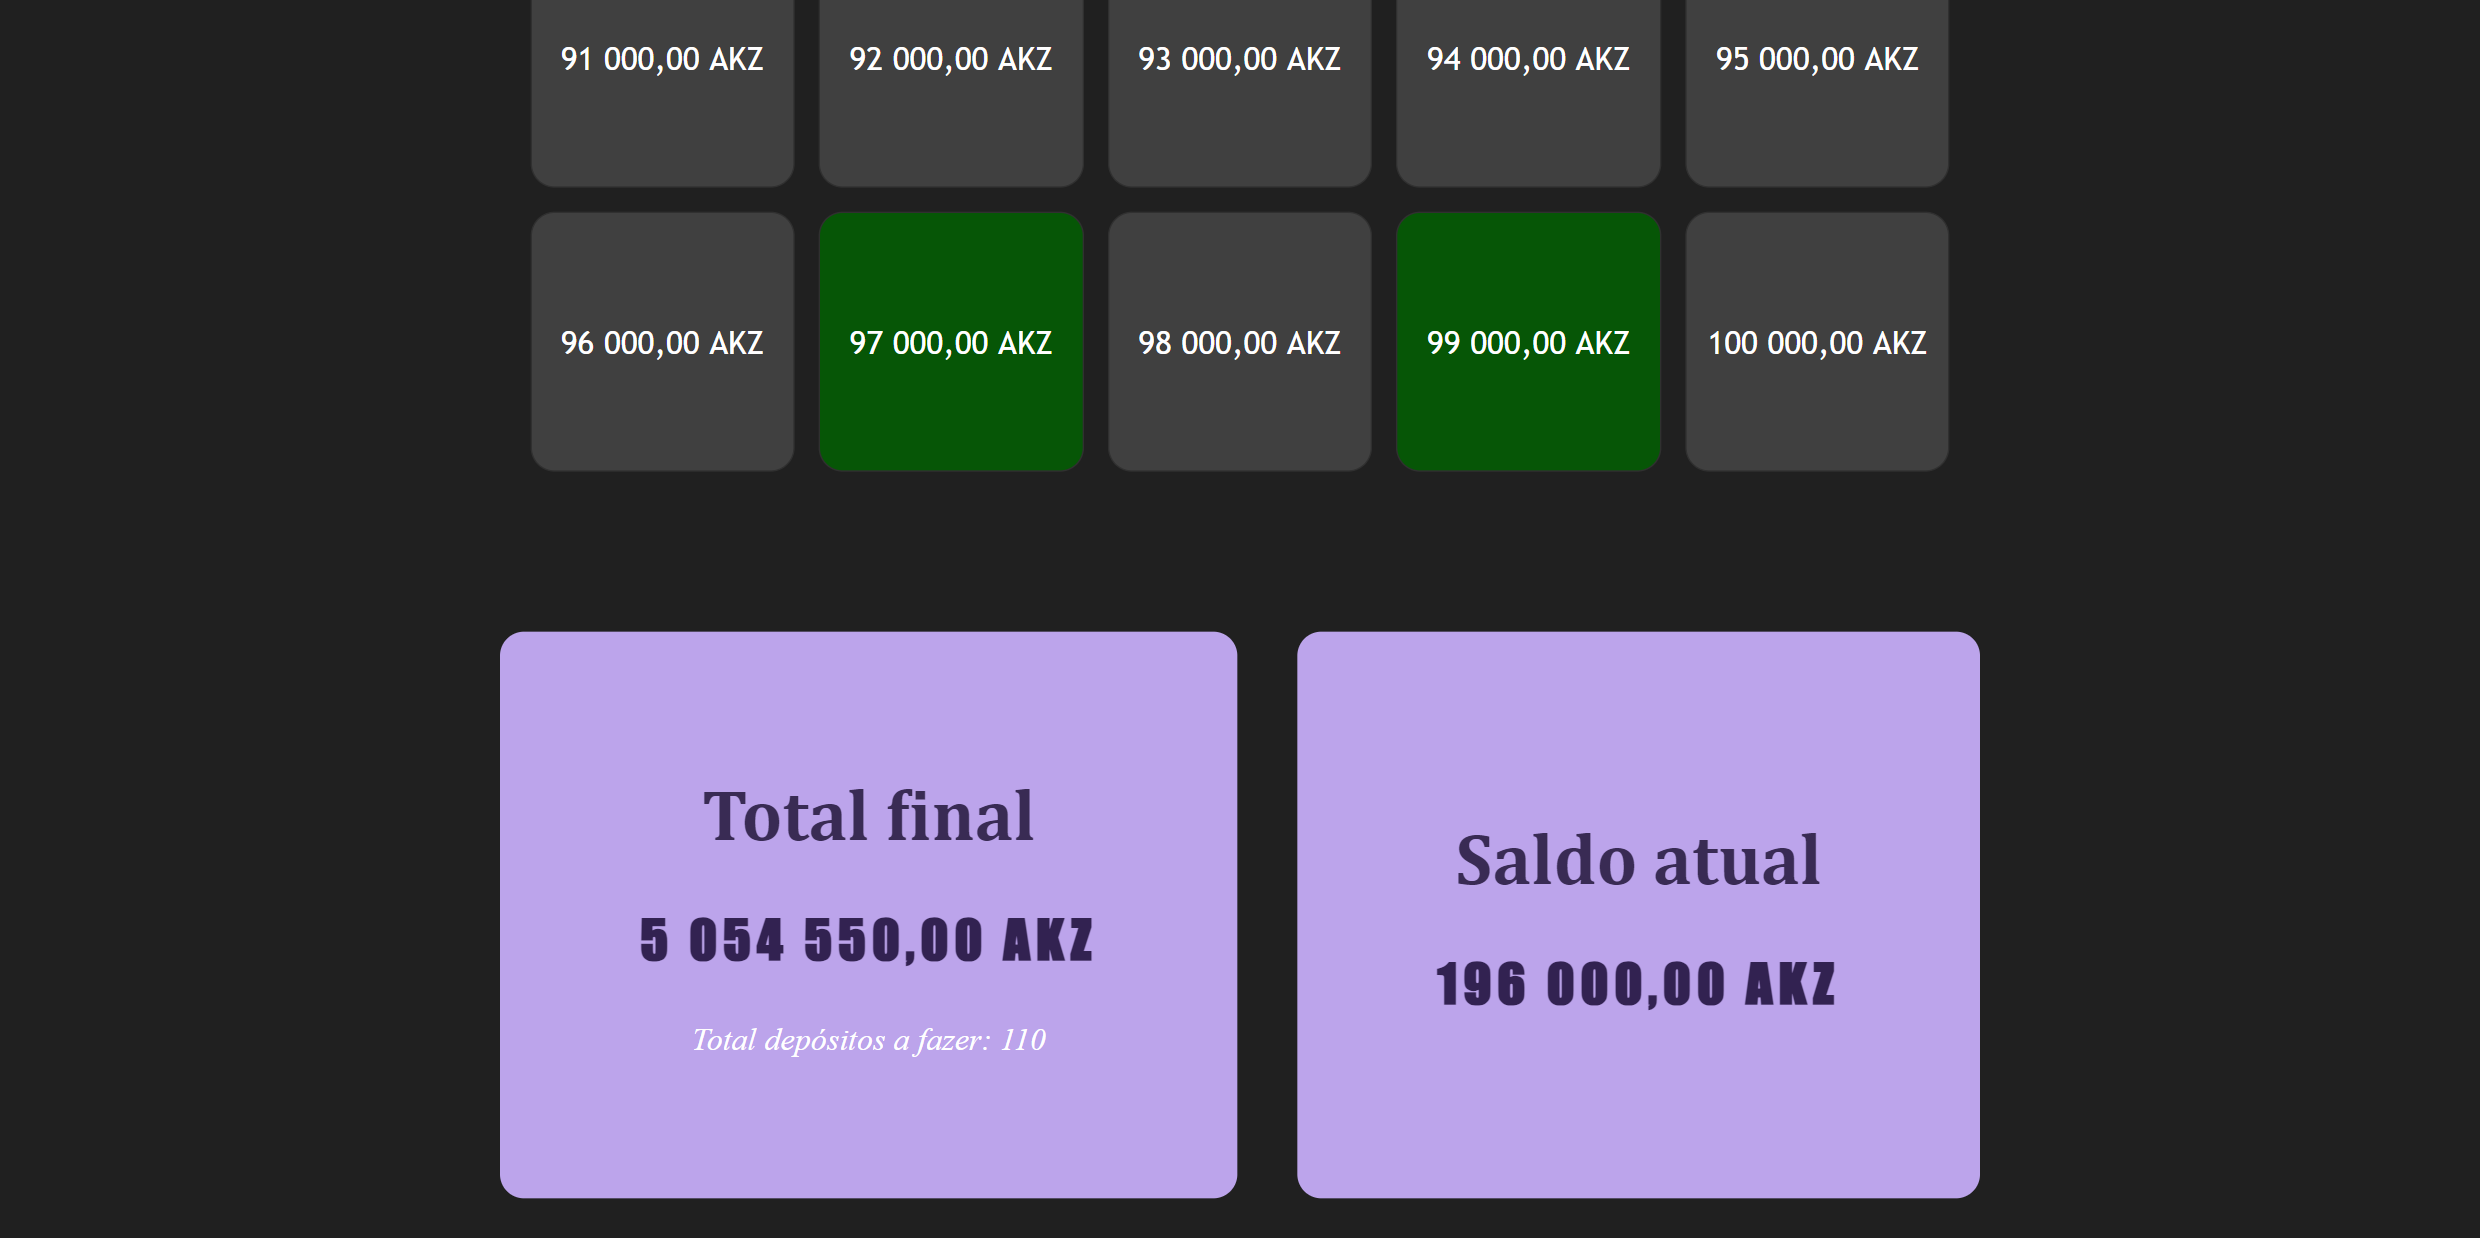 91 000,00 AKZ 92 000,00 AKZ 93 000,00 AKZ 94 000,00 AKZ 95 000,00 AKZ
96 000,00 AKZ 97 000,00 AKZ 98 000,00 AKZ 99 000,00 AKZ 100 000,00 AKZ
Total final
5 054 550,00 AKZ
Total depósitos a fazer: 110
Saldo atual
196 000,00 AKZ